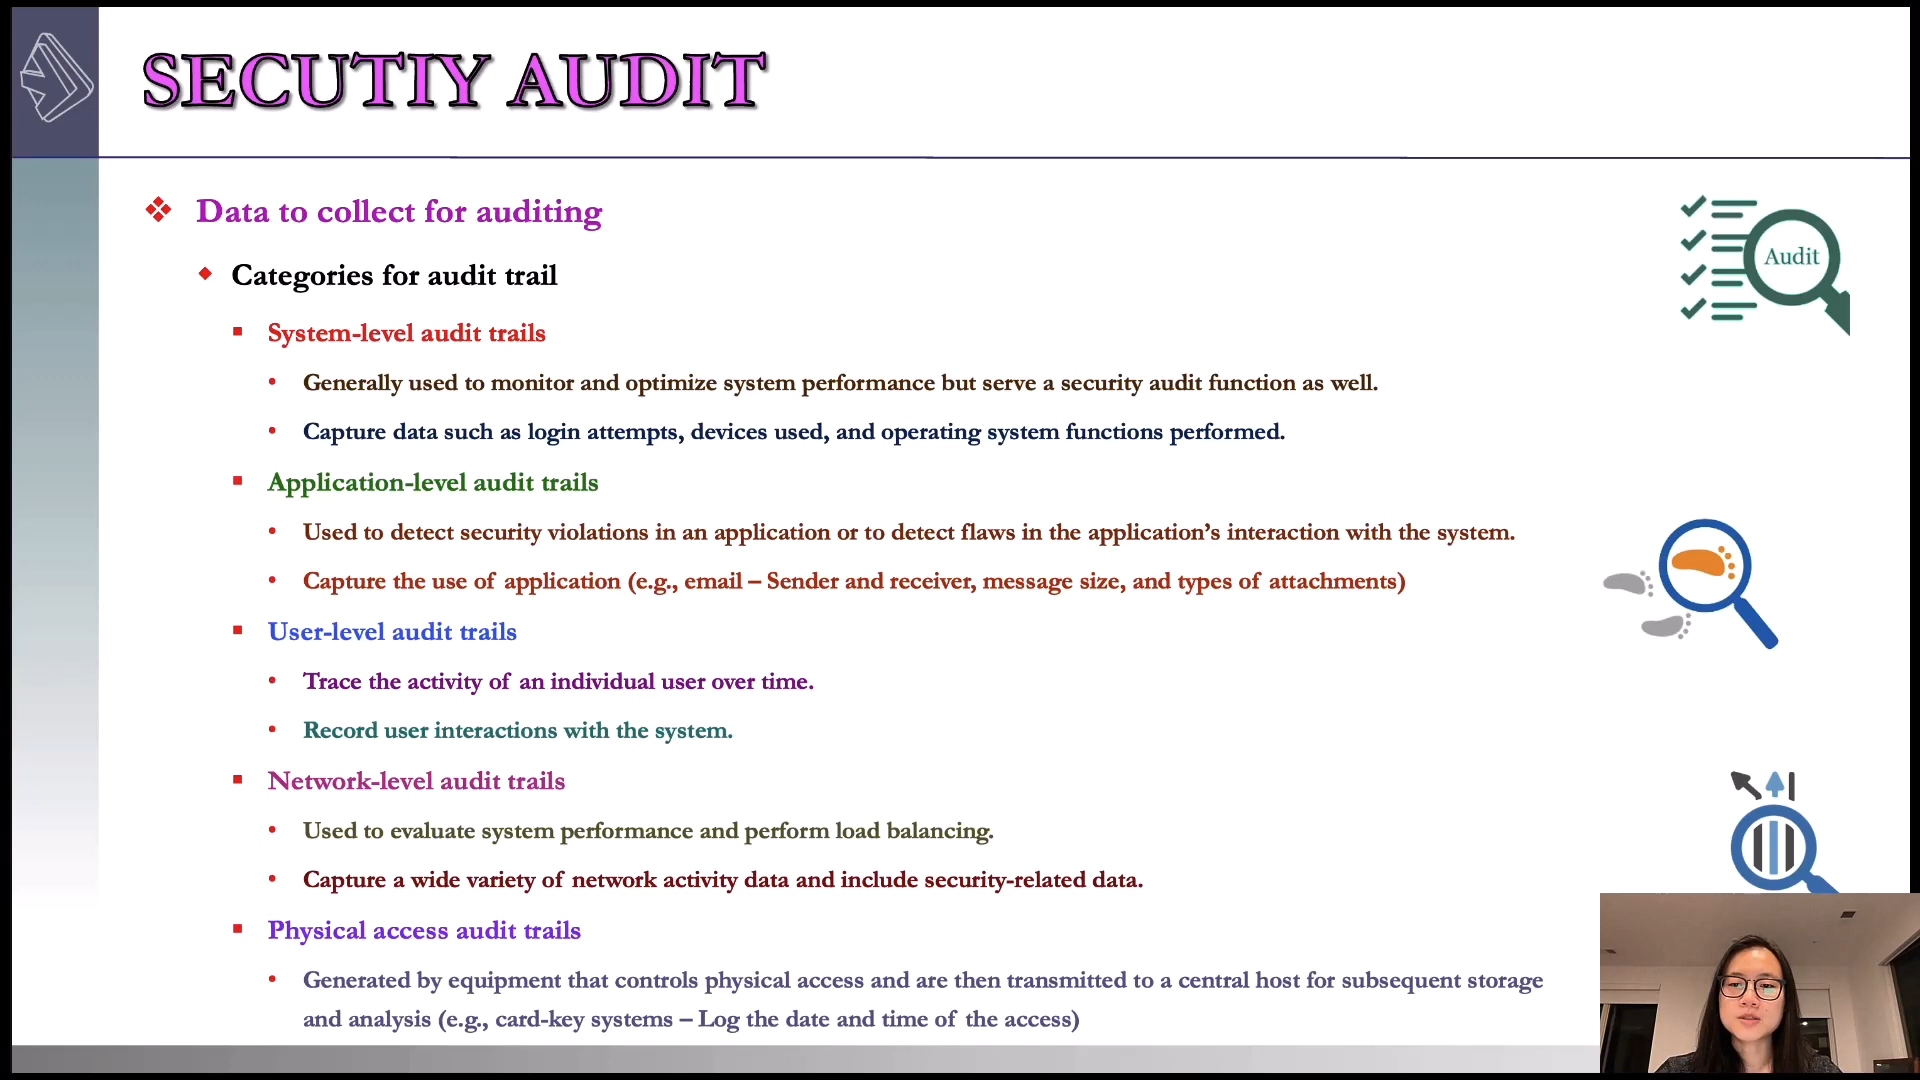 SECUTIY AUDIT
Data to collect for auditing
Categories for audit trail
System-level audit trails
Generally used to monitor and optimize system performance but serve a security audit function as well.
Capture data such as login attempts, devices used, and operating system functions performed.
Application-level audit trails
Used to detect security violations in an application or to detect flaws in the application’s interaction with the system.
Capture the use of application (e.g., email – Sender and receiver, message size, and types of attachments)
User-level audit trails
Trace the activity of an individual user over time.
Record user interactions with the system.
Network-level audit trails
Used to evaluate system performance and perform load balancing.
Capture a wide variety of network activity data and include security-related data.
Physical access audit trails
Generated by equipment that controls physical access and are then transmitted to a central host for subsequent storage
and analysis (e.g., card-key systems – Log the date and time of the access)
Audit